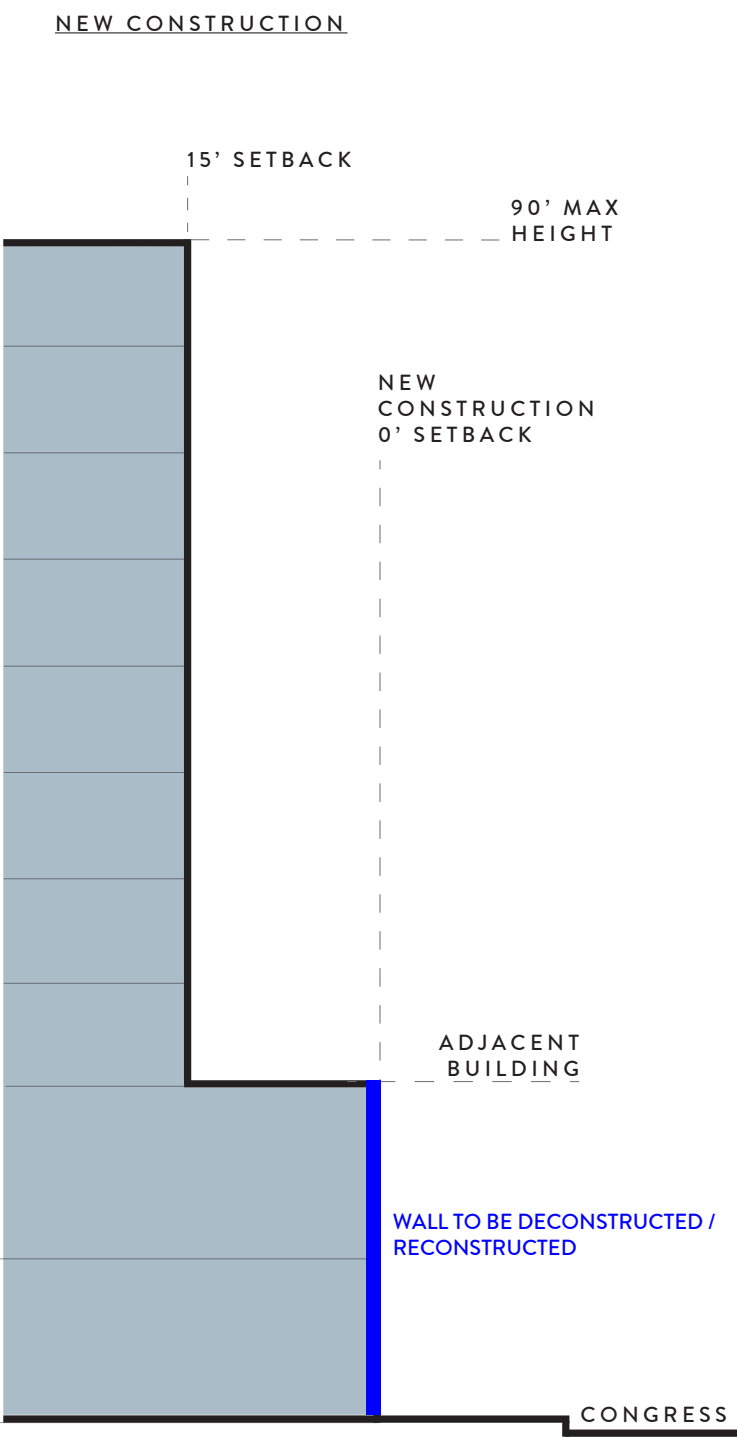 NEW CONSTRUCTION
15’ SETBACK
90’ MAX
HEIGHT
NEW
CONSTRUCTION
0’ SETBACK
ADJACENT
BUILDING
WALL TO BE DECONSTRUCTED /
RECONSTRUCTED
CONGRESS